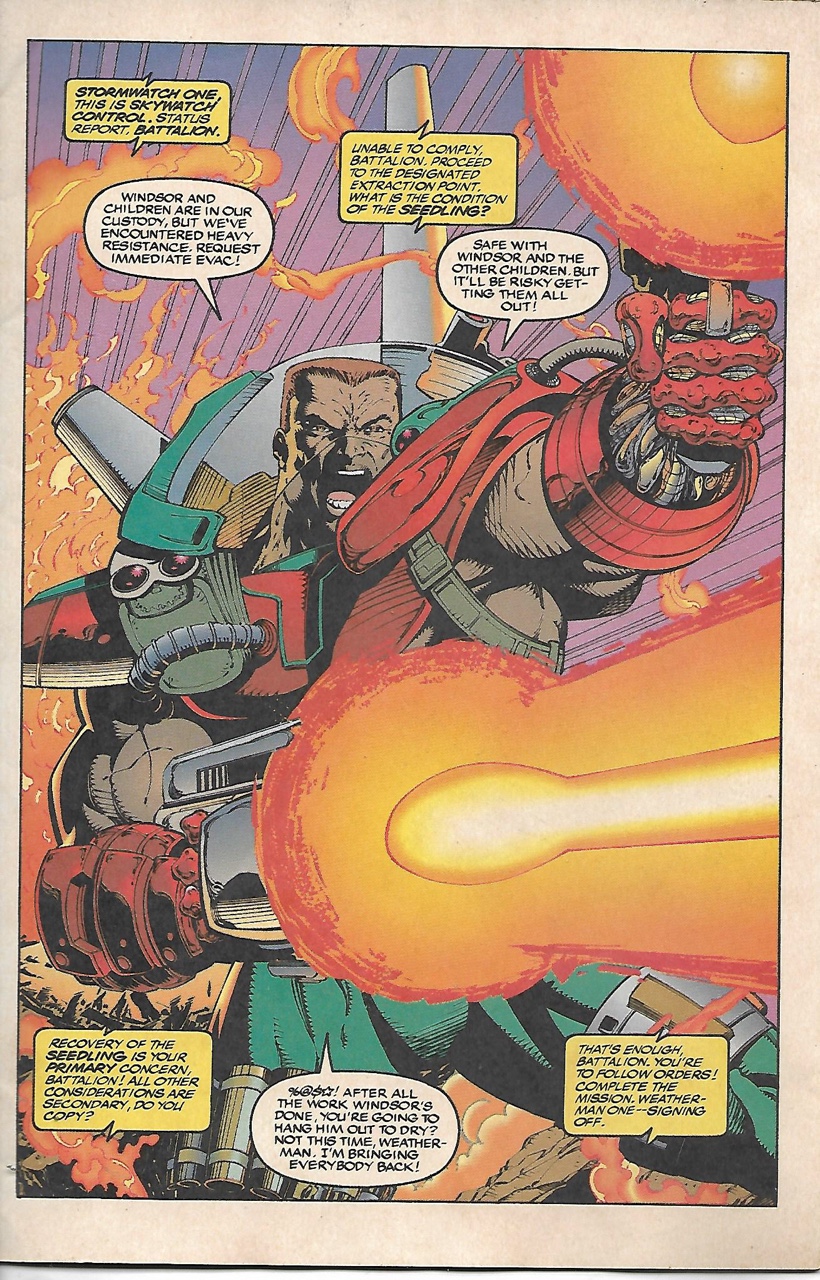 STORMWATCH ONE,
THIS IS SKYWATCH
CONTROL. STATUS
REPORT, BATTALION.
WINDSOR AND
CHILDREN ARE IN OUR
CUSTODY, BUT WE'VE
ENCOUNTERED HEAVY
RESISTANCE. REQUEST
IMMEDIATE EVAC!
UNABLE TO COMPLY,
BATTALION. PROCEED
TO THE DESIGNATED
EXTRACTION POINT.
WHAT IS THE CONDITION
OF THE SEEDLING?
SAFE WITH
WINDSOR AND THE
OTHER CHILDREN. BUT
IT'LL BE RISKY GET-
TING THEM ALL
OUT!
RECOVERY OF THE
SEEDLING IS YOUR
PRIMARY CONCERN,
BATTALION! ALL OTHER
CONSIDERATIONS ARE
SECONDARY, DO YOU
COPY?
%@$☆! AFTER ALL
THE WORK WINDSOR'S
DONE, YOU'RE GOING TO
HANG HIM OUT TO DRY?
NOT THIS TIME, WEATHER-
MAN. I'M BRINGING
EVERYBODY BACK!
THAT'S ENOUGH,
BATTALION. YOU'RE
TO FOLLOW ORDERS!
COMPLETE THE
MISSION. WEATHER-
MAN ONE--SIGNING
OFF.